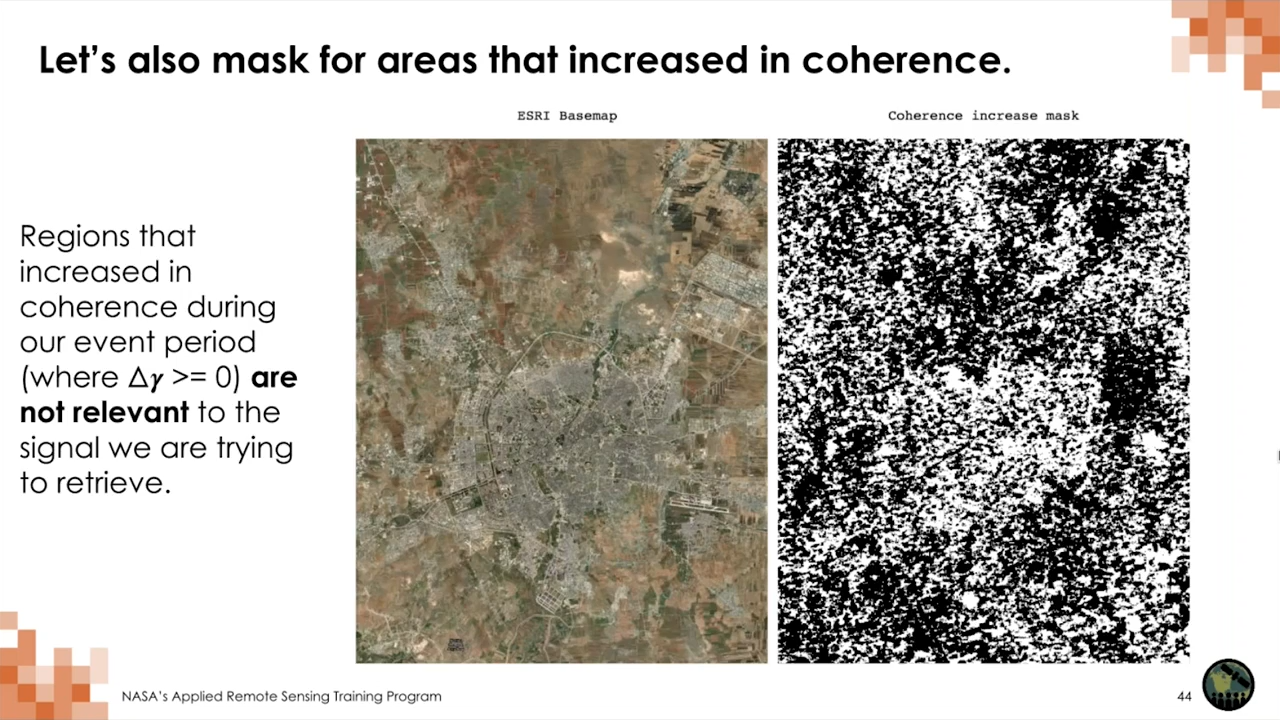 Let's also mask for areas that increased in coherence.
ESRI Basemap
Coherence increase mask
Regions that
increased in
coherence during
our event period
(where Δγ >= 0) are
not relevant to the
signal we are trying
to retrieve.
NASA's Applied Remote Sensing Training Program
44